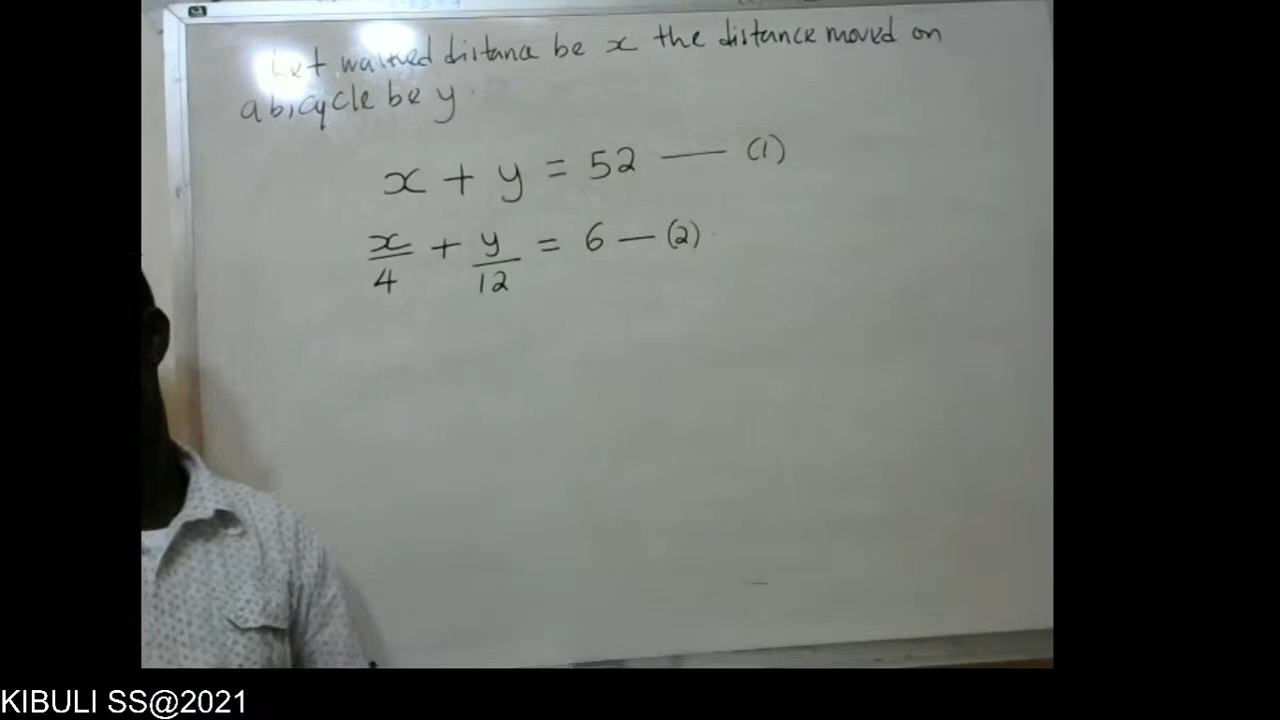 Let walked distance be x the distance moved on
a bicycle be y.
x + y = 52 — (1)
x/4 + y/12 = 6 — (2)
KIBULI SS@2021